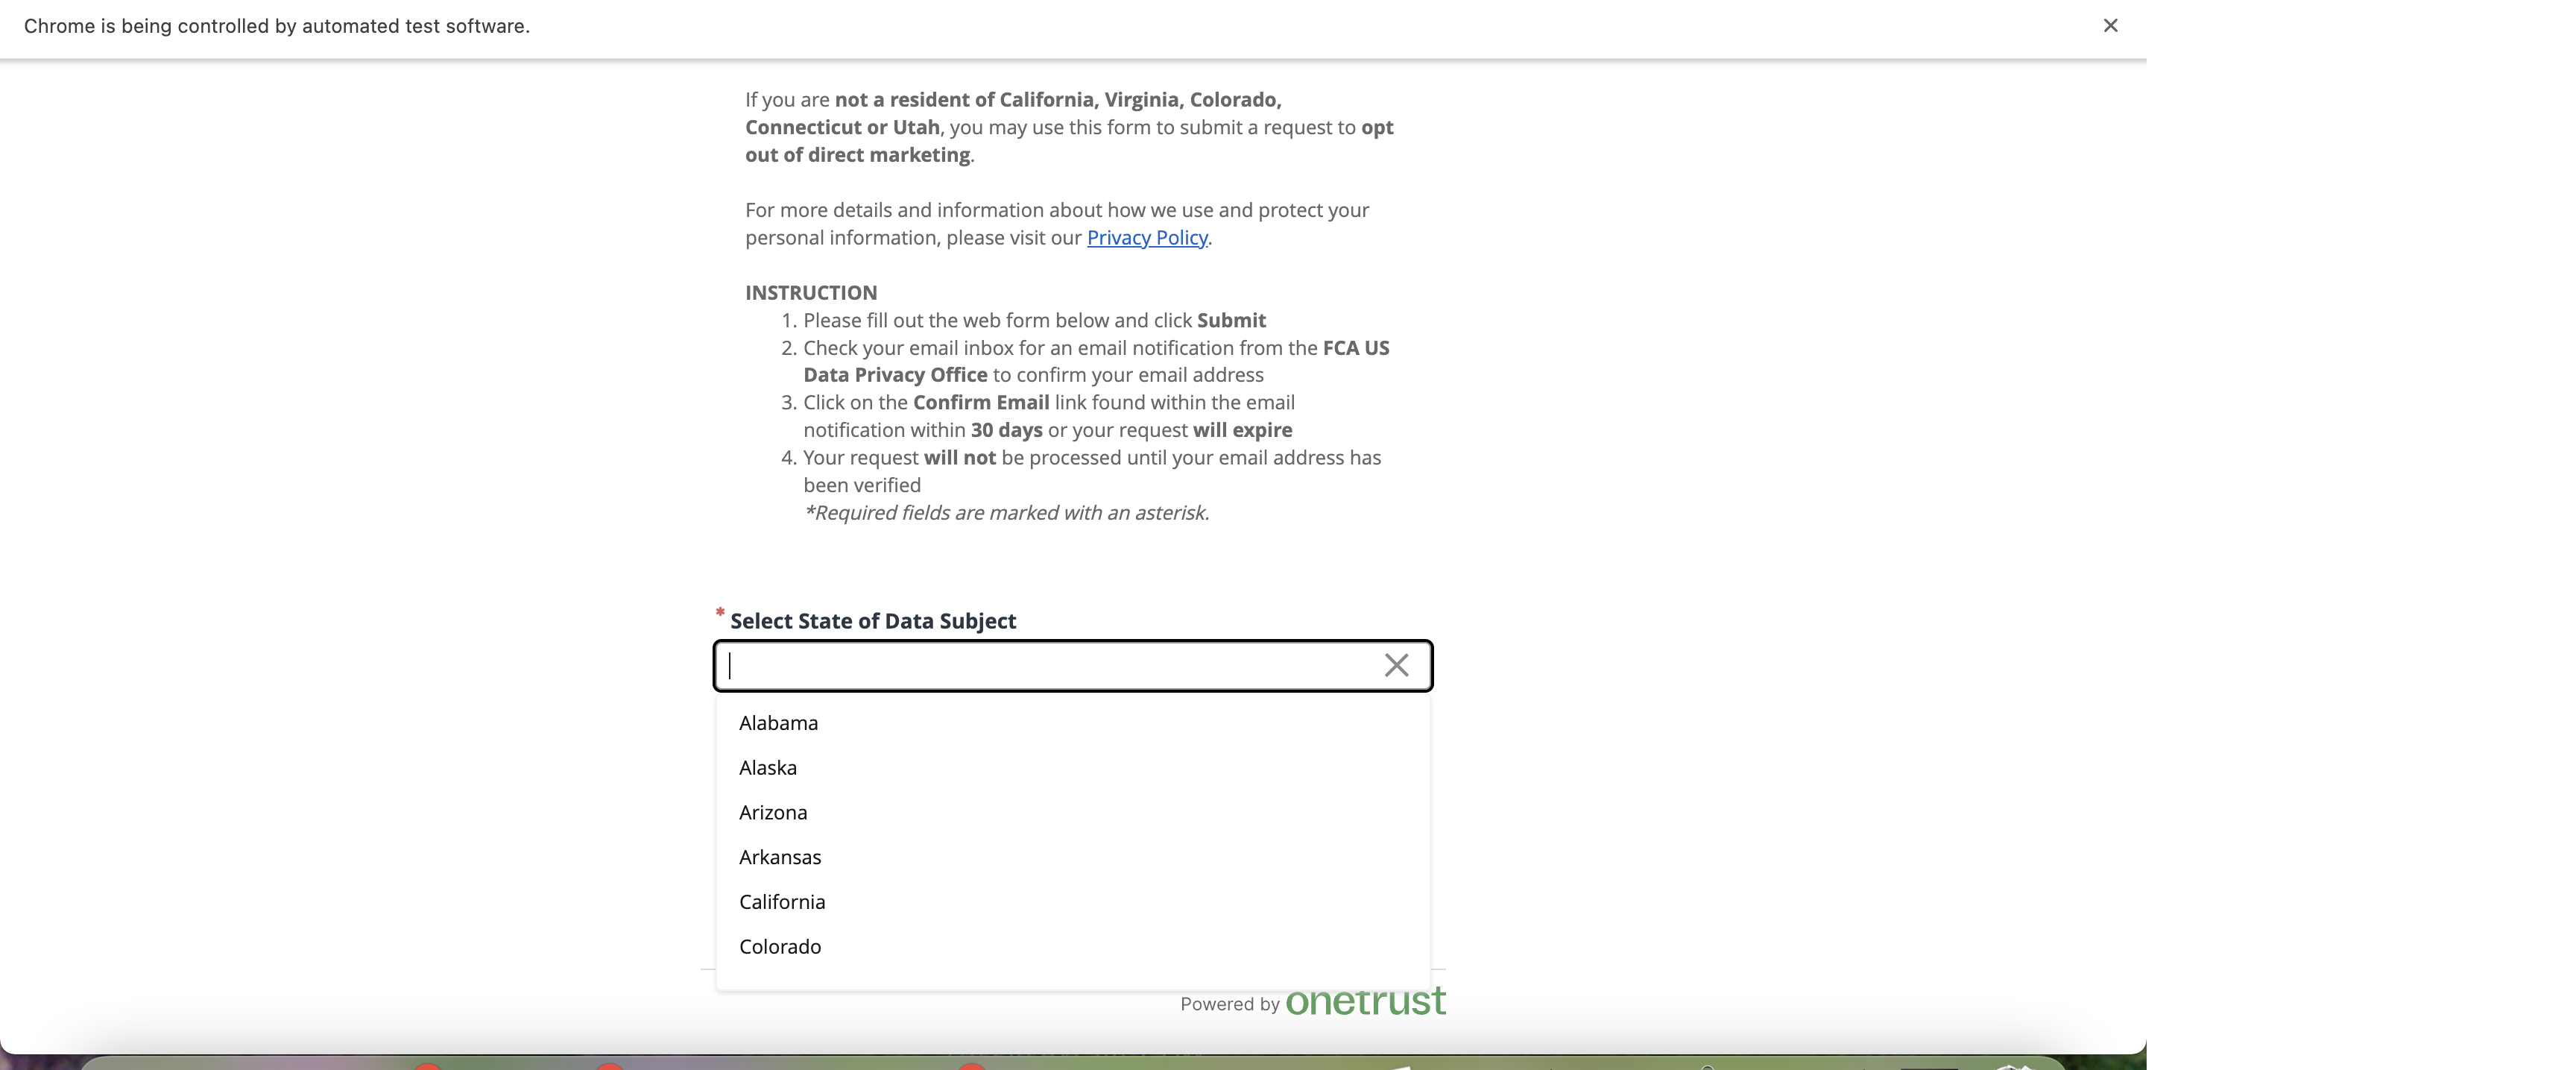 Chrome is being controlled by automated test software.
If you are not a resident of California, Virginia, Colorado,
Connecticut or Utah, you may use this form to submit a request to opt
out of direct marketing.
For more details and information about how we use and protect your
personal information, please visit our Privacy Policy.
INSTRUCTION
1. Please fill out the web form below and click Submit
2. Check your email inbox for an email notification from the FCA US
Data Privacy Office to confirm your email address
3. Click on the Confirm Email link found within the email
notification within 30 days or your request will expire
4. Your request will not be processed until your email address has
been verified
*Required fields are marked with an asterisk.
* Select State of Data Subject
Alabama
Alaska
Arizona
Arkansas
California
Colorado
Powered by onetrust